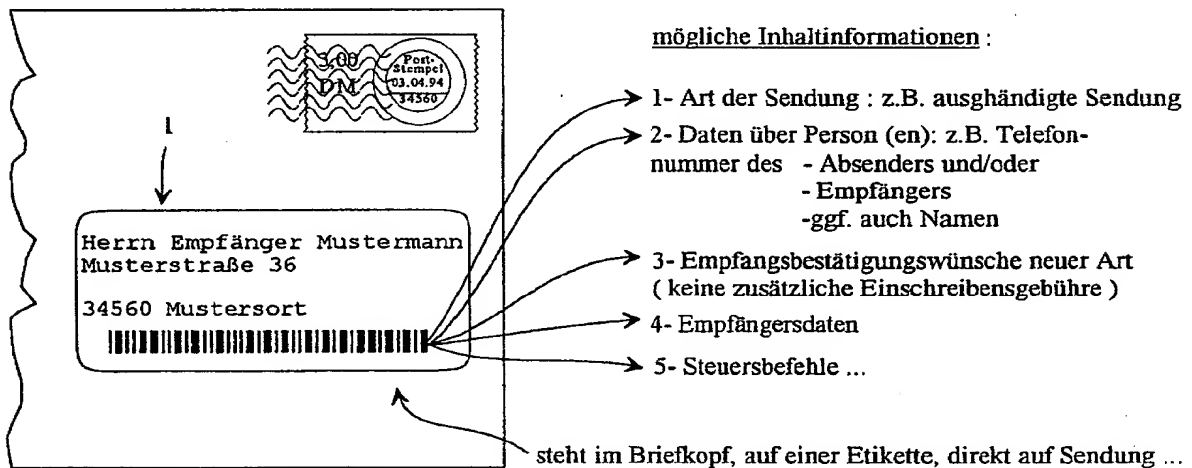 3,00
DM
Post-
Stempel
03.04.94
34560
1
Herrn Empfänger Mustermann
Musterstraße 36
34560 Mustersort
mögliche Inhaltinformationen :
1- Art der Sendung : z.B. ausghändigte Sendung
2- Daten über Person (en): z.B. Telefon-
nummer des - Absenders und/oder
- Empfängers
-ggf. auch Namen
3- Empfangsbestätigungswünsche neuer Art
( keine zusätzliche Einschreibensgebühre )
4- Empfängersdaten
5- Steuersbefehle ...
steht im Briefkopf, auf einer Etikette, direkt auf Sendung ...